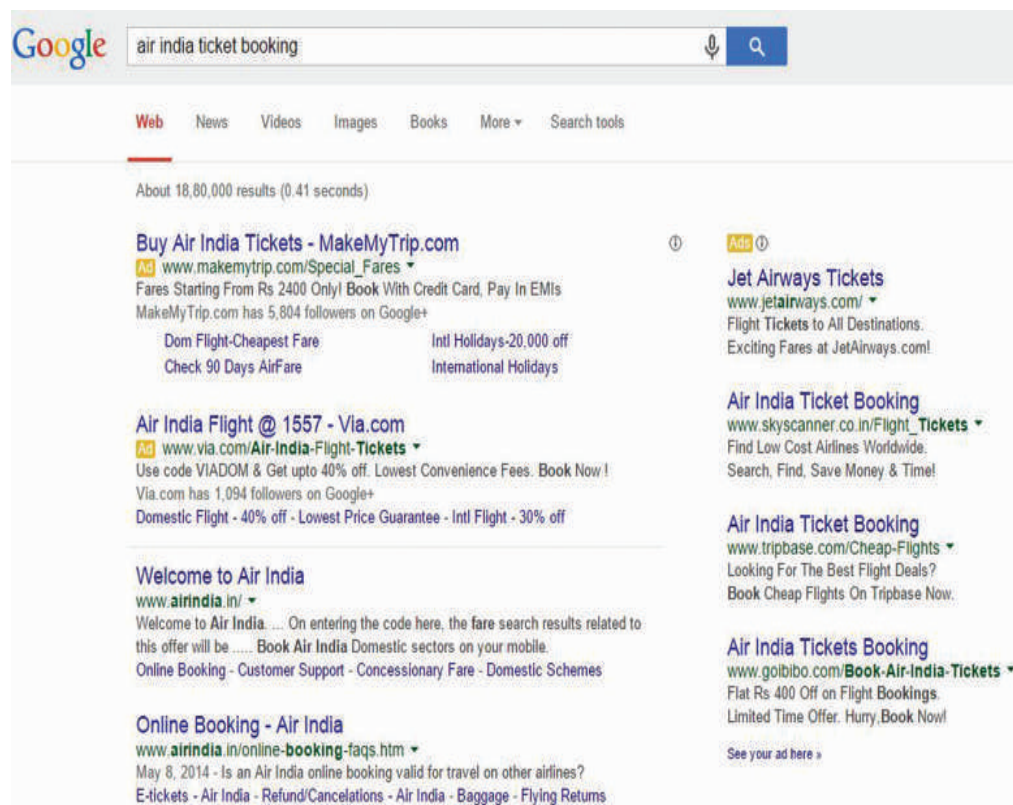 Google
air india ticket booking
Web News Videos Images Books More Search tools
About 18,80,000 results (0.41 seconds)
Buy Air India Tickets - MakeMyTrip.com
Ad www.makemytrip.com/Special_Fares
Fares Starting From Rs 2400 Only! Book With Credit Card, Pay In EMIs
MakeMyTrip.com has 5,804 followers on Google+
Dom Flight-Cheapest Fare Intl Holidays-20,000 off
Check 90 Days AirFare International Holidays
Air India Flight @ 1557 - Via.com
Ad www.via.com/Air-India-Flight-Tickets
Use code VIADOM & Get upto 40% off. Lowest Convenience Fees. Book Now !
Via.com has 1,094 followers on Google+
Domestic Flight - 40% off - Lowest Price Guarantee - Intl Flight - 30% off
Welcome to Air India
www.airindia.in/
Welcome to Air India. ... On entering the code here, the fare search results related to
this offer will be ..... Book Air India Domestic sectors on your mobile.
Online Booking - Customer Support - Concessionary Fare - Domestic Schemes
Online Booking - Air India
www.airindia.in/online-booking-faqs.htm
May 8, 2014 - Is an Air India online booking valid for travel on other airlines?
E-tickets - Air India - Refund/Cancelations - Air India - Baggage - Flying Returns
Ads
Jet Airways Tickets
www.jetairways.com/
Flight Tickets to All Destinations.
Exciting Fares at JetAirways.com!
Air India Ticket Booking
www.skyscanner.co.in/Flight_Tickets
Find Low Cost Airlines Worldwide.
Search, Find, Save Money & Time!
Air India Ticket Booking
www.tripbase.com/Cheap-Flights
Looking For The Best Flight Deals?
Book Cheap Flights On Tripbase Now.
Air India Tickets Booking
www.goibibo.com/Book-Air-India-Tickets
Flat Rs 400 Off on Flight Bookings.
Limited Time Offer. Hurry,Book Now!
See your ad here »